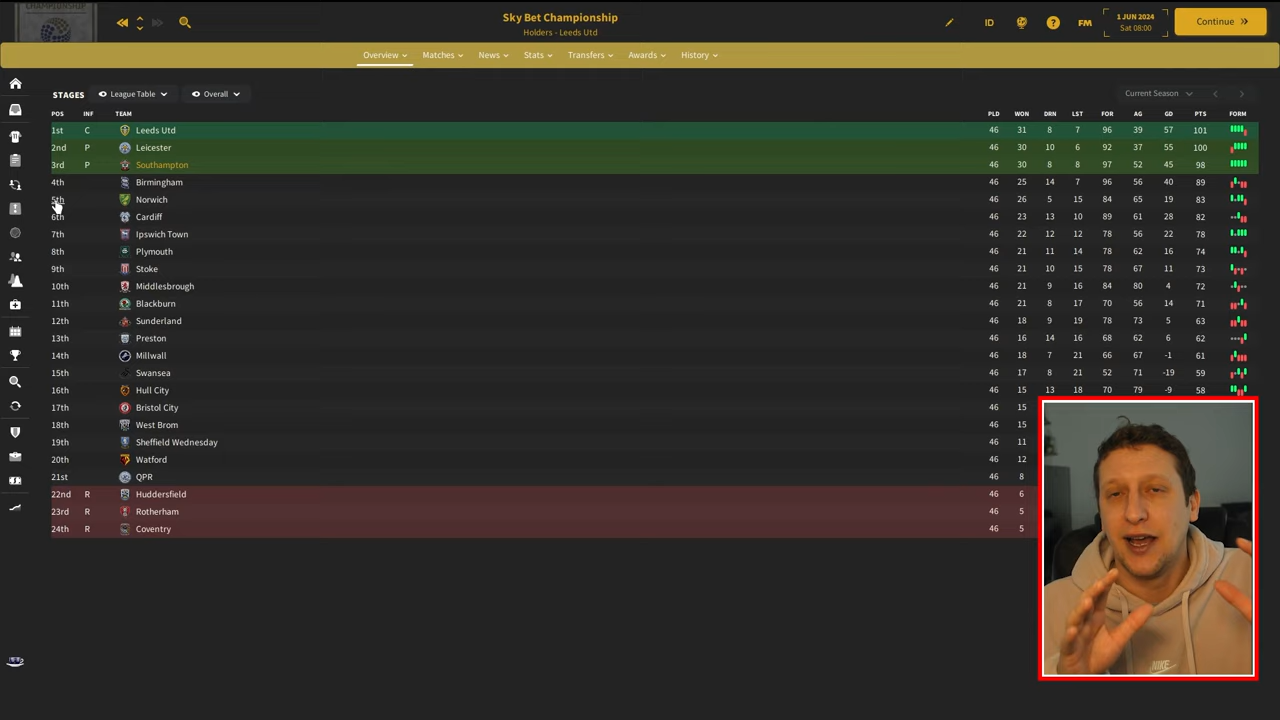 CHAMPIONSHIP
Sky Bet Championship
Holders - Leeds Utd
ID
?
FM
1 JUN 2024
Sat 08:00
Continue
Overview
Matches
News
Stats
Transfers
Awards
History
STAGES
League Table
Overall
Current Season
POS INF TEAM PLD WON DRN LST FOR AG GD PTS FORM
1st C Leeds Utd 46 31 8 7 96 39 57 101
2nd P Leicester 46 30 10 6 92 37 55 100
3rd P Southampton 46 30 8 8 97 52 45 98
4th Birmingham 46 25 14 7 96 56 40 89
5th Norwich 46 26 5 15 84 65 19 83
6th Cardiff 46 23 13 10 89 61 28 82
7th Ipswich Town 46 22 12 12 78 56 22 78
8th Plymouth 46 21 11 14 78 62 16 74
9th Stoke 46 21 10 15 78 67 11 73
10th Middlesbrough 46 21 9 16 84 80 4 72
11th Blackburn 46 21 8 17 70 56 14 71
12th Sunderland 46 18 9 19 78 73 5 63
13th Preston 46 16 14 16 68 62 6 62
14th Millwall 46 18 7 21 66 67 -1 61
15th Swansea 46 17 8 21 52 71 -19 59
16th Hull City 46 15 13 18 70 79 -9 58
17th Bristol City 46 15
18th West Brom 46 15
19th Sheffield Wednesday 46 11
20th Watford 46 12
21st QPR 46 8
22nd R Huddersfield 46 6
23rd R Rotherham 46 5
24th R Coventry 46 5
NIKE